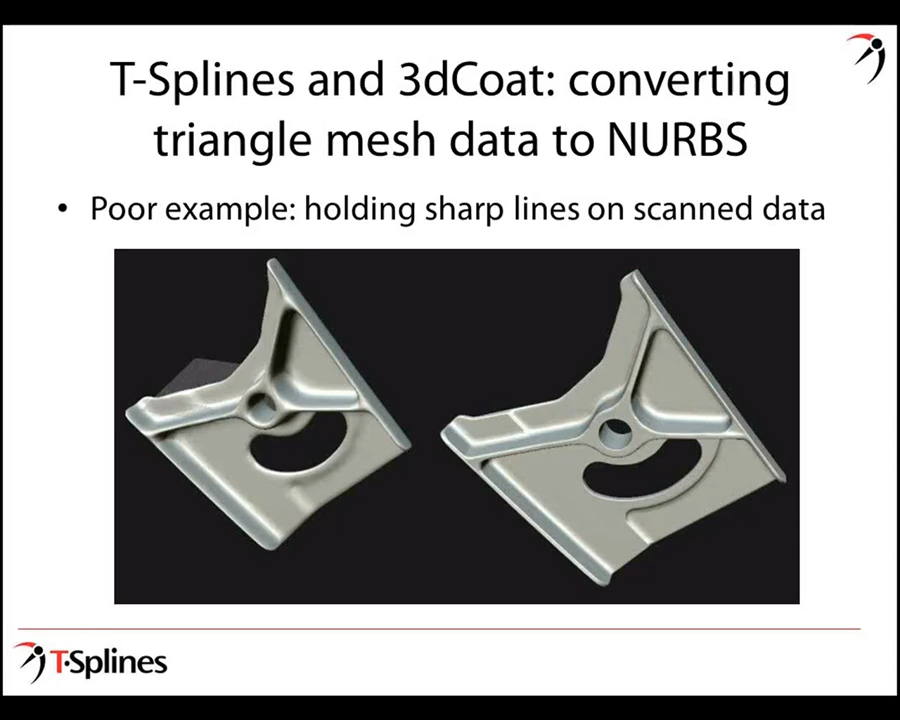 T-Splines and 3dCoat: converting
triangle mesh data to NURBS
• Poor example: holding sharp lines on scanned data
T-Splines